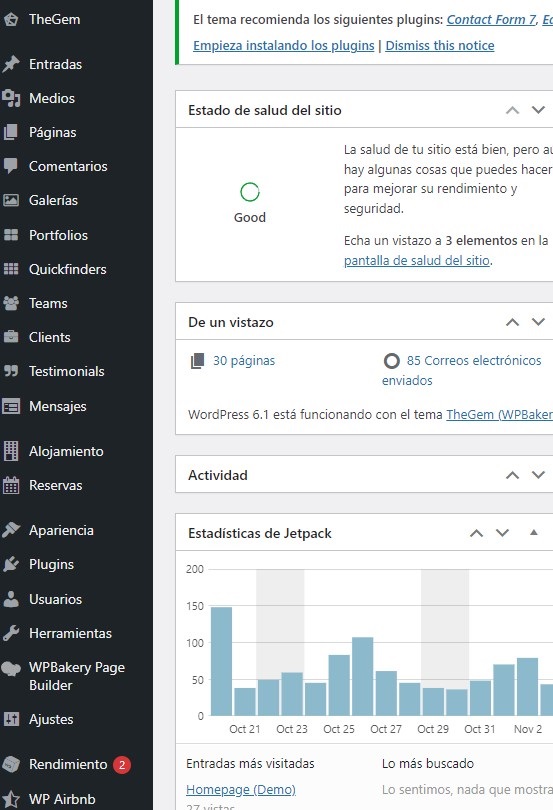 TheGem
Entradas
Medios
Páginas
Comentarios
Galerías
Portfolios
Quickfinders
Teams
Clients
Testimonials
Mensajes
Alojamiento
Reservas
Apariencia
Plugins
Usuarios
Herramientas
WPBakery Page
Builder
Ajustes
Rendimiento 2
WP Airbnb
El tema recomienda los siguientes plugins: Contact Form 7,
Empieza instalando los plugins | Dismiss this notice
Estado de salud del sitio
Good
La salud de tu sitio está bien, pero
hay algunas cosas que puedes hacer
para mejorar su rendimiento y
seguridad.
Echa un vistazo a 3 elementos en la
pantalla de salud del sitio.
De un vistazo
30 páginas
85 Correos electrónicos
enviados
WordPress 6.1 está funcionando con el tema TheGem (WPBaker
Actividad
Estadísticas de Jetpack
200
150
100
50
0
Oct 21 Oct 23 Oct 25 Oct 27 Oct 29 Oct 31 Nov 2
Entradas más visitadas
Homepage (Demo)
27 vistas
Lo más buscado
Lo sentimos, nada que mostra